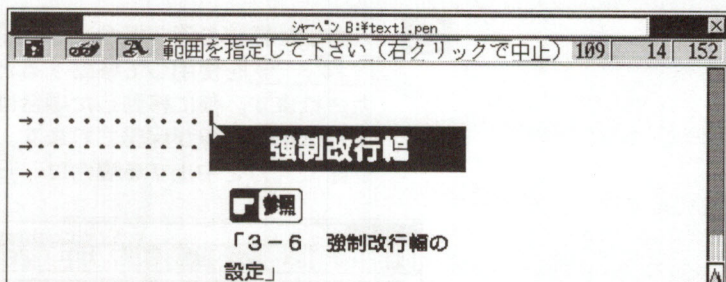 シャーペン B:¥text1.pen
範囲を指定して下さい(右クリックで中止) 109 14 152
強制改行幅
参照
「3-6 強制改行幅の
設定」